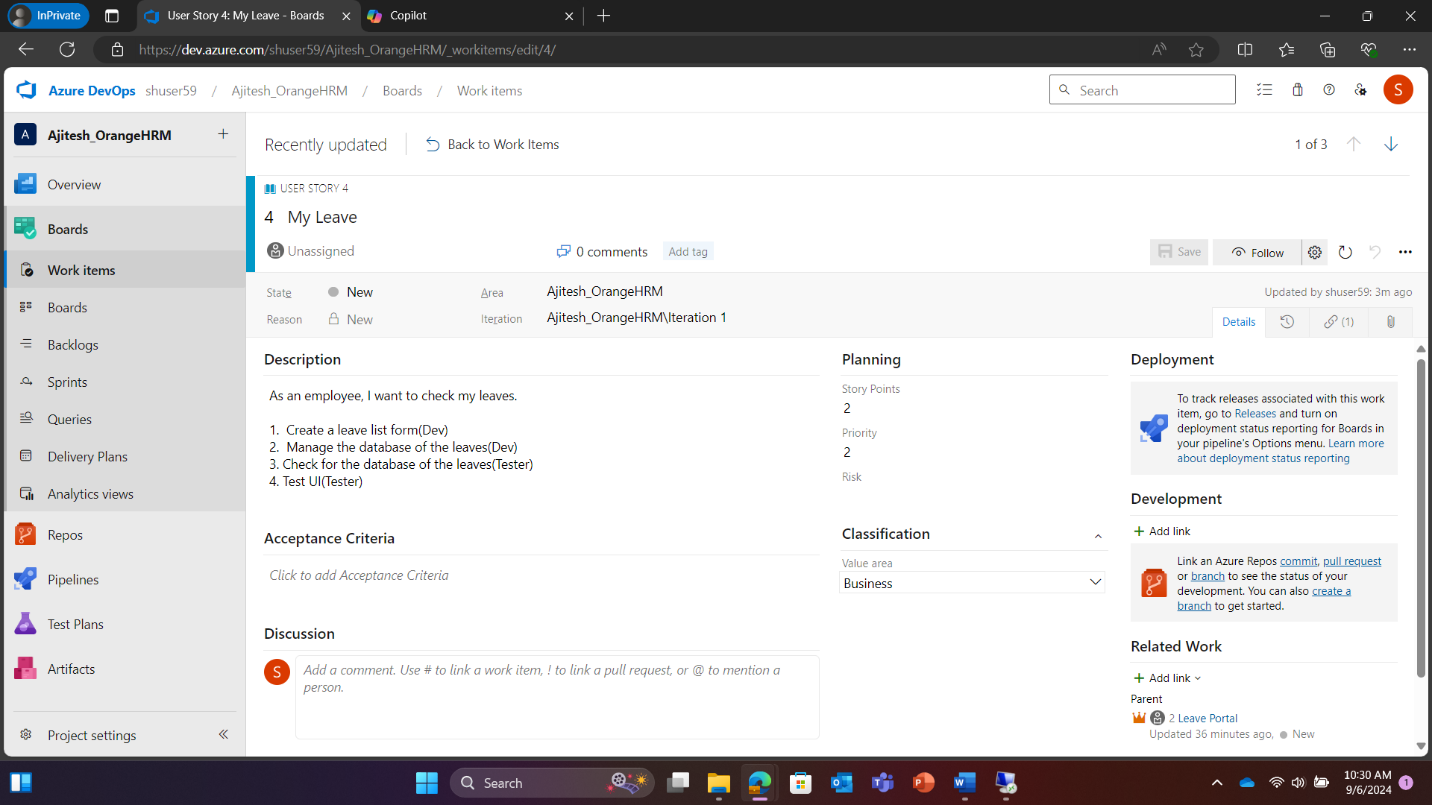 InPrivate
User Story 4: My Leave - Boards
Copilot
https://dev.azure.com/shuser59/Ajitesh_OrangeHRM/_workitems/edit/4/
Azure DevOps shuser59 / Ajitesh_OrangeHRM / Boards / Work items
Search
S
A Ajitesh_OrangeHRM
Overview
Boards
Work items
Boards
Backlogs
Sprints
Queries
Delivery Plans
Analytics views
Repos
Pipelines
Test Plans
Artifacts
Project settings
Recently updated
Back to Work Items
1 of 3
USER STORY 4
4 My Leave
Unassigned
0 comments
Add tag
Save
Follow
State New
Area Ajitesh_OrangeHRM
Reason New
Iteration Ajitesh_OrangeHRM\Iteration 1
Updated by shuser59: 3m ago
Details
(1)
Description
As an employee, I want to check my leaves.
1. Create a leave list form(Dev)
2. Manage the database of the leaves(Dev)
3. Check for the database of the leaves(Tester)
4. Test UI(Tester)
Acceptance Criteria
Click to add Acceptance Criteria
Discussion
S
Add a comment. Use # to link a work item, ! to link a pull request, or @ to mention a
person.
Planning
Story Points
2
Priority
2
Risk
Classification
Value area
Business
Deployment
To track releases associated with this work
item, go to Releases and turn on
deployment status reporting for Boards in
your pipeline's Options menu. Learn more
about deployment status reporting
Development
Add link
Link an Azure Repos commit, pull request
or branch to see the status of your
development. You can also create a
branch to get started.
Related Work
Add link
Parent
2 Leave Portal
Updated 36 minutes ago, New
Search
10:30 AM
9/6/2024
1